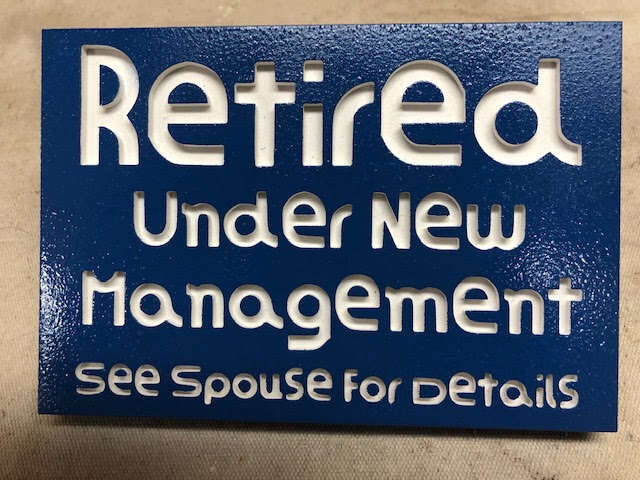 Retired
Under New
Management
See Spouse For Details